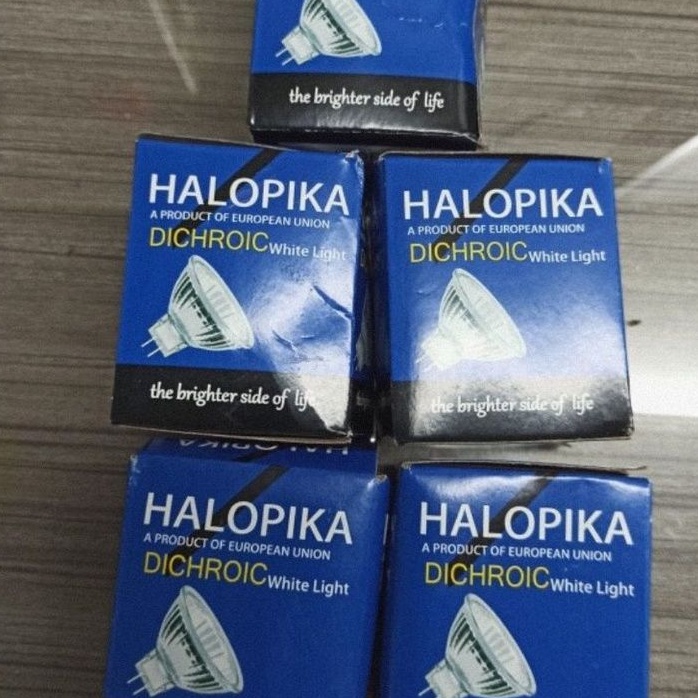 the brighter side of life
HALOPIKA
A PRODUCT OF EUROPEAN UNION
DICHROIC White Light
the brighter side of life
HALOPIKA
A PRODUCT OF EUROPEAN UNION
DICHROIC White Light
the brighter side of life
HALOPIKA
HALOPIKA
A PRODUCT OF EUROPEAN UNION
DICHROIC White Light
HALOPIKA
A PRODUCT OF EUROPEAN UNION
DICHROIC White Light